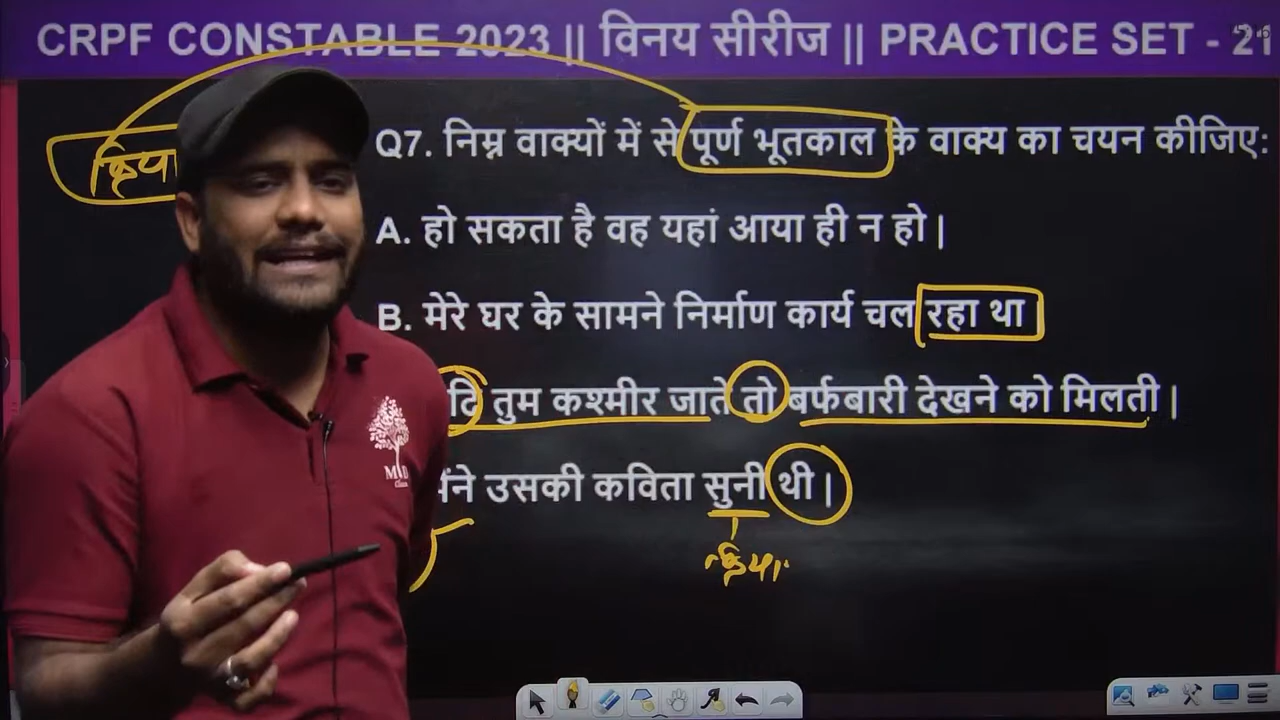 CRPF CONSTABLE 2023 || विनय सीरीज || PRACTICE SET - 21
Q7. निम्न वाक्यों में से पूर्ण भूतकाल के वाक्य का चयन कीजिए:
A. हो सकता है वह यहां आया ही न हो |
B. मेरे घर के सामने निर्माण कार्य चल रहा था
तुम कश्मीर जाते तो बर्फबारी देखने को मिलती |
उसकी कविता सुनी थी |
क्रिया